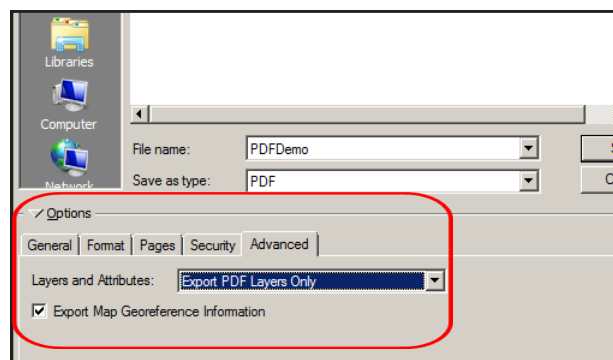 Libraries
Computer
Network
File name: PDFDemo
Save as type: PDF
Options
General Format Pages Security Advanced
Layers and Attributes: Export PDF Layers Only
Export Map Georeference Information